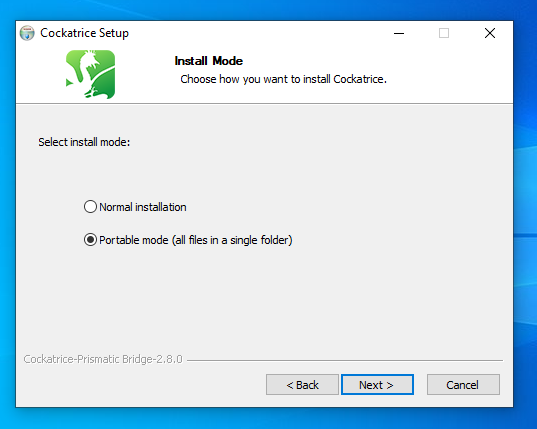 Cockatrice Setup
Install Mode
Choose how you want to install Cockatrice.
Select install mode:
Normal installation
Portable mode (all files in a single folder)
Cockatrice-Prismatic Bridge-2.8.0
< Back
Next >
Cancel